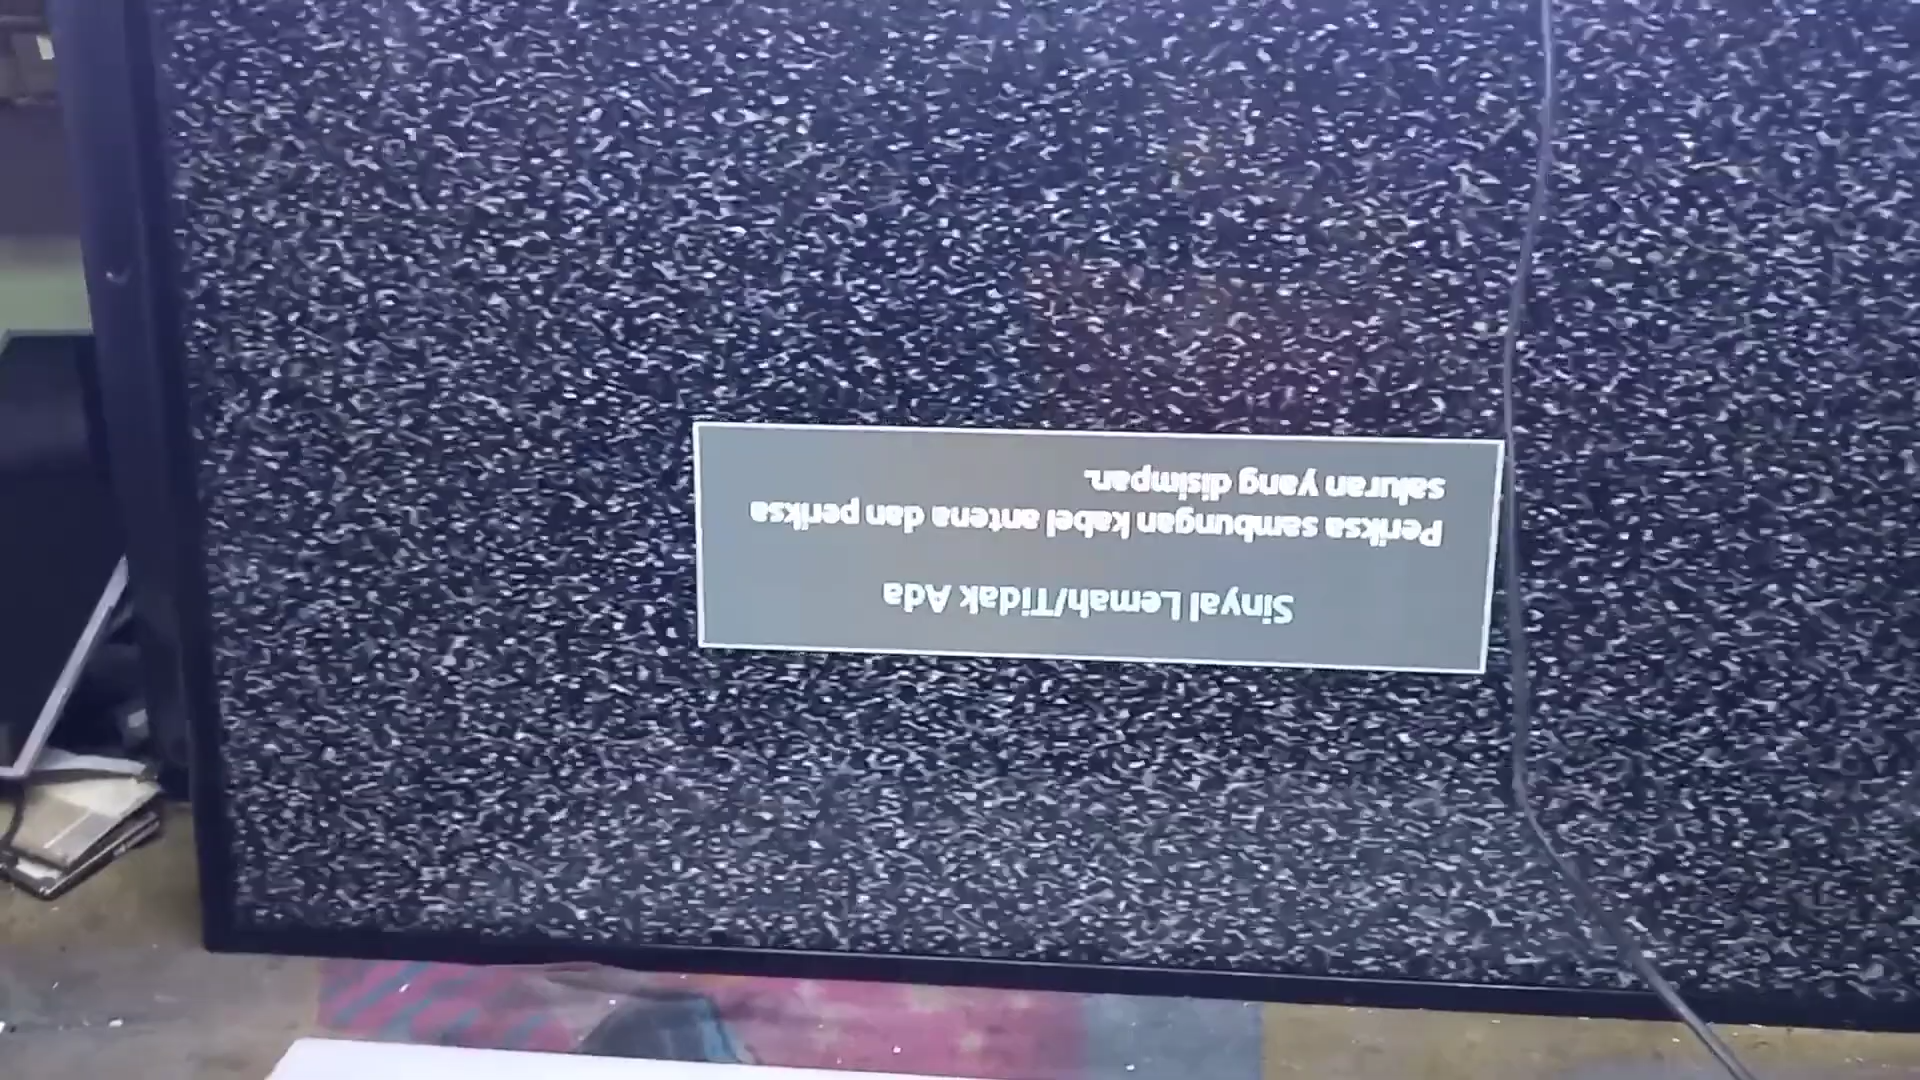 Sinyal Lemah/Tidak Ada
Periksa sambungan kabel antena dan periksa
saluran yang disimpan.